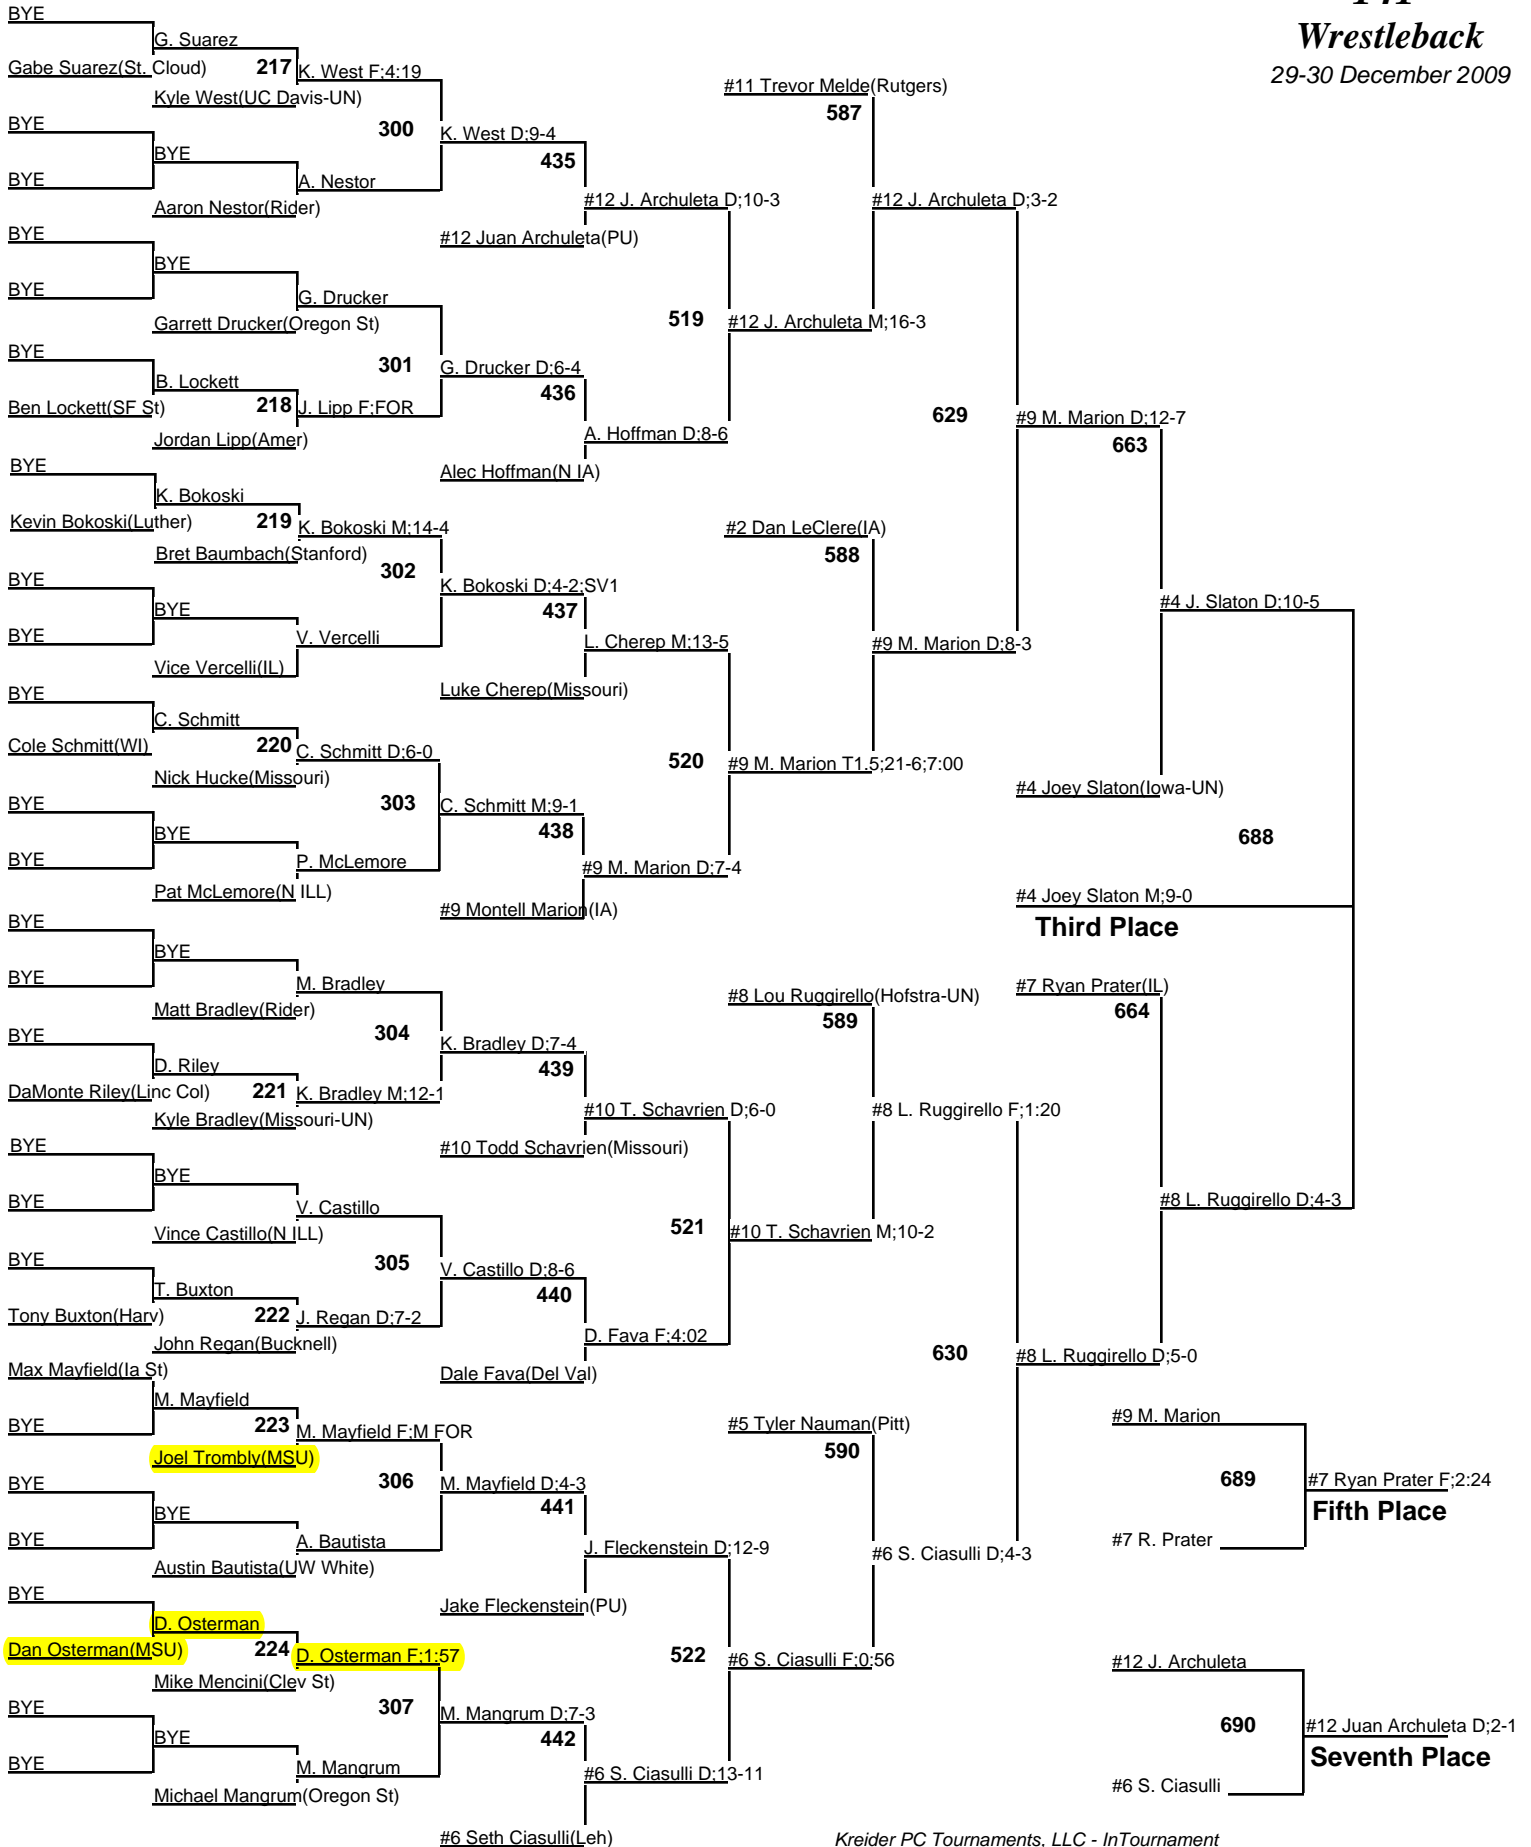 Wrestleback
29-30 December 2009
BYE
G. Suarez
Gabe Suarez(St. Cloud)
217
K. West F;4:19
Kyle West(UC Davis-UN)
#11 Trevor Melde(Rutgers)
587
BYE
300
K. West D;9-4
435
BYE
BYE
A. Nestor
Aaron Nestor(Rider)
#12 J. Archuleta D;10-3
#12 J. Archuleta D;3-2
BYE
#12 Juan Archuleta(PU)
BYE
BYE
G. Drucker
Garrett Drucker(Oregon St)
519
#12 J. Archuleta M;16-3
BYE
301
G. Drucker D;6-4
436
B. Lockett
Ben Lockett(SF St)
218
J. Lipp F;FOR
629
#9 M. Marion D;12-7
663
Jordan Lipp(Amer)
A. Hoffman D;8-6
BYE
Alec Hoffman(N IA)
K. Bokoski
Kevin Bokoski(Luther)
219
K. Bokoski M;14-4
#2 Dan LeClere(IA)
588
Bret Baumbach(Stanford)
302
BYE
K. Bokoski D;4-2;SV1
437
BYE
#4 J. Slaton D;10-5
BYE
V. Vercelli
L. Cherep M;13-5
#9 M. Marion D;8-3
Vice Vercelli(IL)
BYE
Luke Cherep(Missouri)
C. Schmitt
Cole Schmitt(WI)
220
C. Schmitt D;6-0
520
#9 M. Marion T1.5;21-6;7:00
Nick Hucke(Missouri)
#4 Joey Slaton(Iowa-UN)
BYE
303
C. Schmitt M;9-1
438
688
BYE
BYE
P. McLemore
#9 M. Marion D;7-4
Pat McLemore(N ILL)
#4 Joey Slaton M;9-0
Third Place
BYE
#9 Montell Marion(IA)
BYE
BYE
M. Bradley
#8 Lou Ruggirello(Hofstra-UN)
589
#7 Ryan Prater(IL)
664
Matt Bradley(Rider)
BYE
304
K. Bradley D;7-4
439
D. Riley
DaMonte Riley(Linc Col)
221
K. Bradley M;12-1
Kyle Bradley(Missouri-UN)
#10 T. Schavrien D;6-0
#8 L. Ruggirello F;1:20
BYE
#10 Todd Schavrien(Missouri)
BYE
BYE
V. Castillo
#8 L. Ruggirello D;4-3
Vince Castillo(N ILL)
521
#10 T. Schavrien M;10-2
BYE
305
V. Castillo D;8-6
440
T. Buxton
Tony Buxton(Harv)
222
J. Regan D;7-2
D. Fava F;4:02
John Regan(Bucknell)
630
#8 L. Ruggirello D;5-0
Max Mayfield(Ia St)
Dale Fava(Del Val)
M. Mayfield
BYE
223
M. Mayfield F;M FOR
#5 Tyler Nauman(Pitt)
590
#9 M. Marion
Joel Trombly(MSU)
306
M. Mayfield D;4-3
441
689
#7 Ryan Prater F;2:24
Fifth Place
BYE
BYE
BYE
A. Bautista
J. Fleckenstein D;12-9
#6 S. Ciasulli D;4-3
#7 R. Prater
Austin Bautista(UW White)
BYE
Jake Fleckenstein(PU)
D. Osterman
Dan Osterman(MSU)
224
D. Osterman F;1:57
522
#6 S. Ciasulli F;0:56
#12 J. Archuleta
Mike Mencini(Clev St)
BYE
307
M. Mangrum D;7-3
442
690
#12 Juan Archuleta D;2-1
Seventh Place
BYE
BYE
M. Mangrum
#6 S. Ciasulli D;13-11
#6 S. Ciasulli
Michael Mangrum(Oregon St)
#6 Seth Ciasulli(Leh)
Kreider PC Tournaments, LLC - InTournament